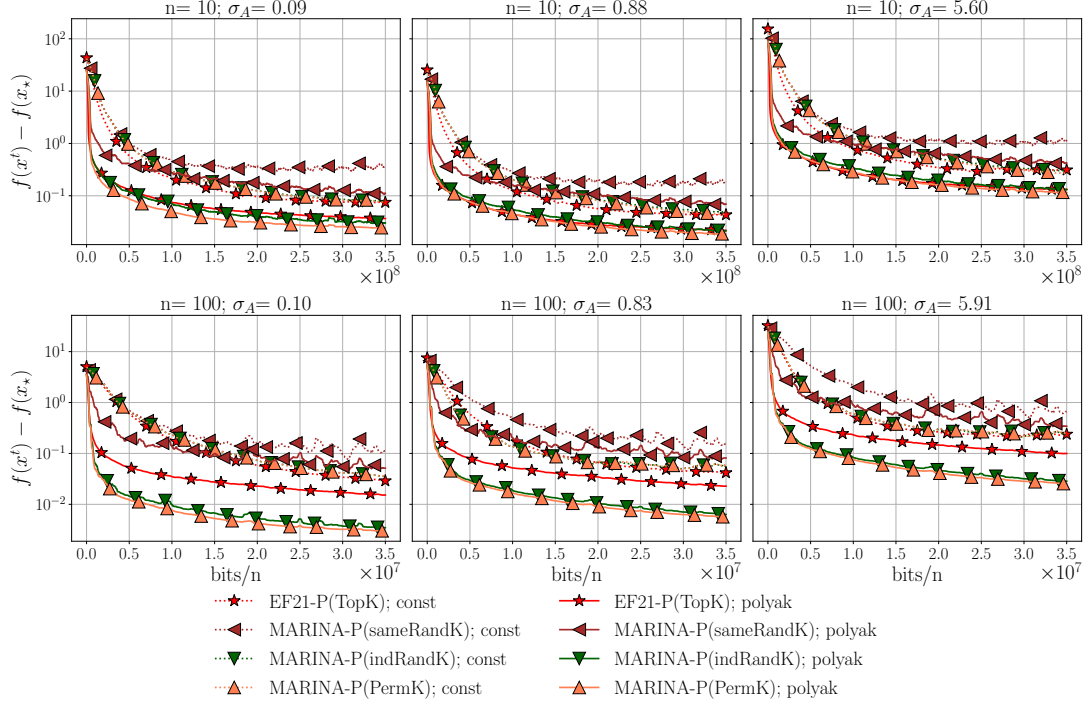 n= 10; σ_A= 0.09 n= 10; σ_A= 0.88 n= 10; σ_A= 5.60
f(x^t) − f(x_⋆)
10^2
10^1
10^0
10^−1
0.0 0.5 1.0 1.5 2.0 2.5 3.0 3.5 0.0 0.5 1.0 1.5 2.0 2.5 3.0 3.5 0.0 0.5 1.0 1.5 2.0 2.5 3.0 3.5
×10^8 ×10^8 ×10^8
n= 100; σ_A= 0.10 n= 100; σ_A= 0.83 n= 100; σ_A= 5.91
f(x^t) − f(x_⋆)
10^1
10^0
10^−1
10^−2
0.0 0.5 1.0 1.5 2.0 2.5 3.0 3.5 0.0 0.5 1.0 1.5 2.0 2.5 3.0 3.5 0.0 0.5 1.0 1.5 2.0 2.5 3.0 3.5
bits/n ×10^7 bits/n ×10^7 bits/n ×10^7
EF21-P(TopK); const EF21-P(TopK); polyak
MARINA-P(sameRandK); const MARINA-P(sameRandK); polyak
MARINA-P(indRandK); const MARINA-P(indRandK); polyak
MARINA-P(PermK); const MARINA-P(PermK); polyak